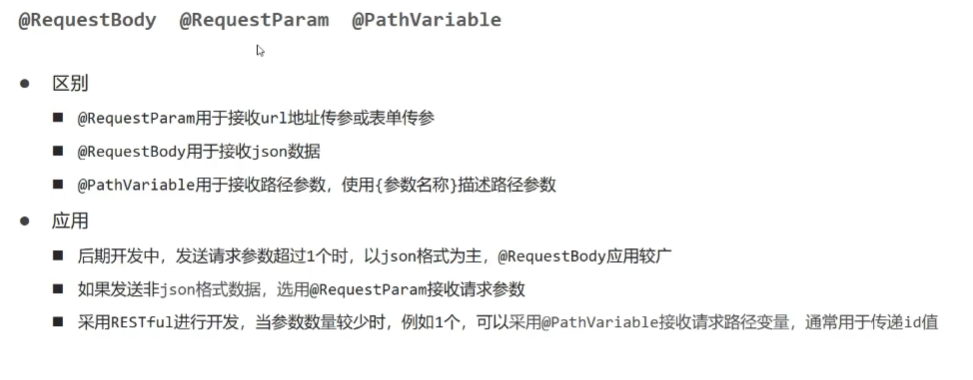 @RequestBody @RequestParam @PathVariable
区别
@RequestParam用于接收url地址传参或表单传参
@RequestBody用于接收json数据
@PathVariable用于接收路径参数，使用{参数名称}描述路径参数
应用
后期开发中，发送请求参数超过1个时，以json格式为主，@RequestBody应用较广
如果发送非json格式数据，选用@RequestParam接收请求参数
采用RESTful进行开发，当参数数量较少时，例如1个，可以采用@PathVariable接收请求路径变量，通常用于传递id值